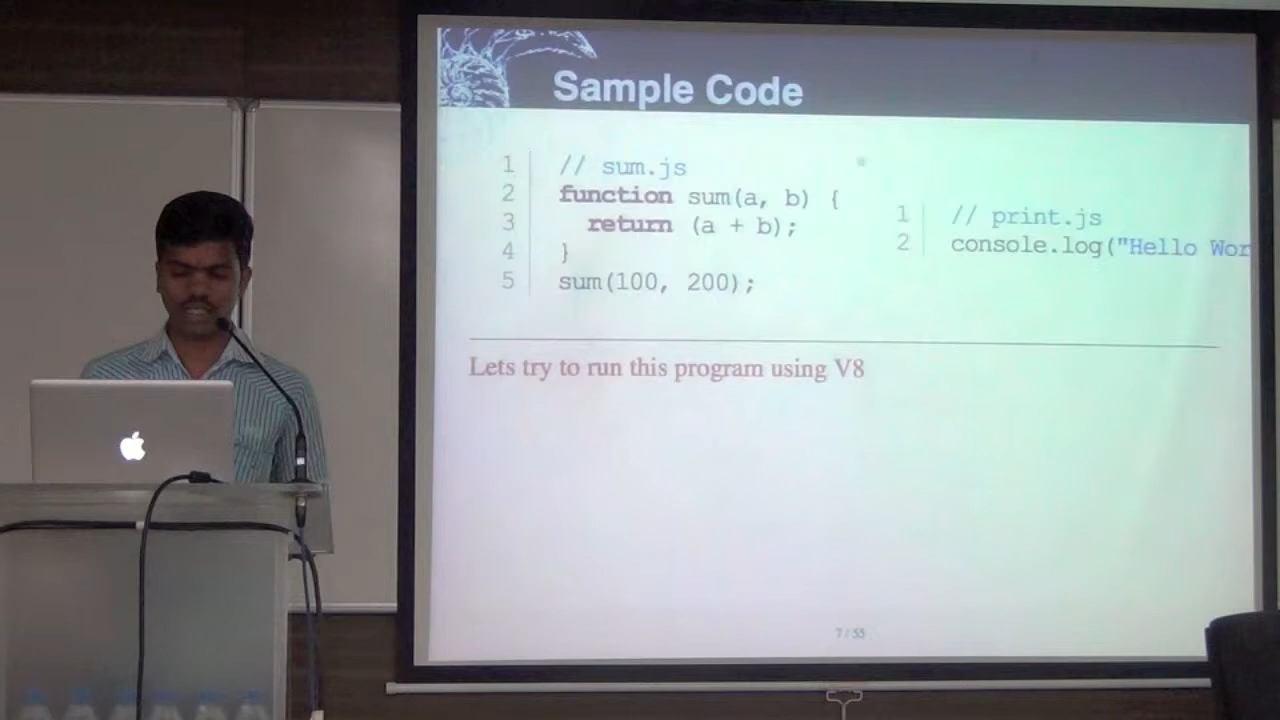 Sample Code
1 // sum.js
2 function sum(a, b) {
3 return (a + b);
4 }
5 sum(100, 200);
1 // print.js
2 console.log("Hello Wor
Lets try to run this program using V8
7 / 55